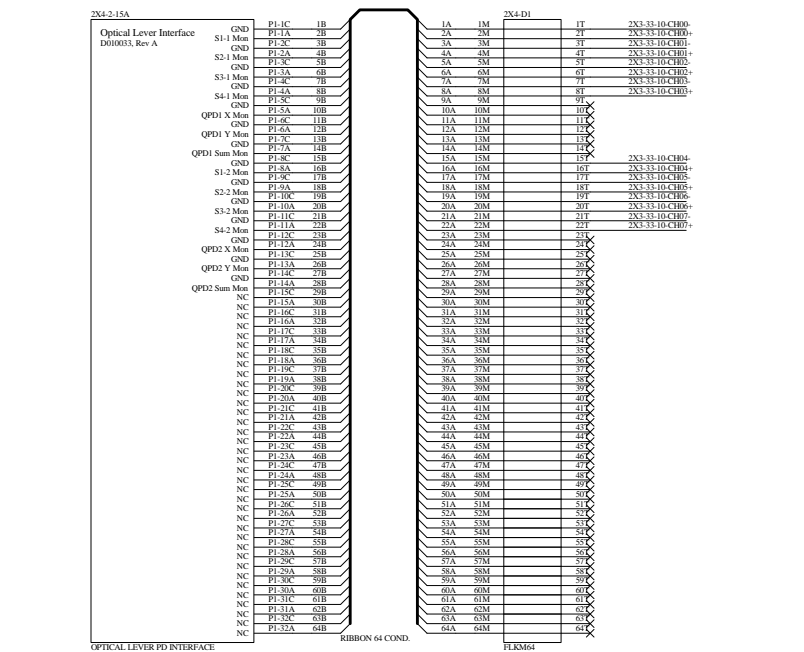 2X4-2-15A 2X4-D1
Optical Lever Interface
D010033, Rev A
GND P1-1C 1B 1A 1M 1T 2X3-33-10-CH00-
S1-1 Mon P1-1A 2B 2A 2M 2T 2X3-33-10-CH00+
GND P1-2C 3B 3A 3M 3T 2X3-33-10-CH01-
S2-1 Mon P1-2A 4B 4A 4M 4T 2X3-33-10-CH01+
GND P1-3C 5B 5A 5M 5T 2X3-33-10-CH02-
S3-1 Mon P1-3A 6B 6A 6M 6T 2X3-33-10-CH02+
GND P1-4C 7B 7A 7M 7T 2X3-33-10-CH03-
S4-1 Mon P1-4A 8B 8A 8M 8T 2X3-33-10-CH03+
GND P1-5C 9B 9A 9M 9T
QPD1 X Mon P1-5A 10B 10A 10M 10T
GND P1-6C 11B 11A 11M 11T
QPD1 Y Mon P1-6A 12B 12A 12M 12T
GND P1-7C 13B 13A 13M 13T
QPD1 Sum Mon P1-7A 14B 14A 14M 14T
GND P1-8C 15B 15A 15M 15T 2X3-33-10-CH04-
S1-2 Mon P1-8A 16B 16A 16M 16T 2X3-33-10-CH04+
GND P1-9C 17B 17A 17M 17T 2X3-33-10-CH05-
S2-2 Mon P1-9A 18B 18A 18M 18T 2X3-33-10-CH05+
GND P1-10C 19B 19A 19M 19T 2X3-33-10-CH06-
S3-2 Mon P1-10A 20B 20A 20M 20T 2X3-33-10-CH06+
GND P1-11C 21B 21A 21M 21T 2X3-33-10-CH07-
S4-2 Mon P1-11A 22B 22A 22M 22T 2X3-33-10-CH07+
GND P1-12C 23B 23A 23M 23T
QPD2 X Mon P1-12A 24B 24A 24M 24T
GND P1-13C 25B 25A 25M 25T
QPD2 Y Mon P1-13A 26B 26A 26M 26T
GND P1-14C 27B 27A 27M 27T
QPD2 Sum Mon P1-14A 28B 28A 28M 28T
NC P1-15C 29B 29A 29M 29T
NC P1-15A 30B 30A 30M 30T
NC P1-16C 31B 31A 31M 31T
NC P1-16A 32B 32A 32M 32T
NC P1-17C 33B 33A 33M 33T
NC P1-17A 34B 34A 34M 34T
NC P1-18C 35B 35A 35M 35T
NC P1-18A 36B 36A 36M 36T
NC P1-19C 37B 37A 37M 37T
NC P1-19A 38B 38A 38M 38T
NC P1-20C 39B 39A 39M 39T
NC P1-20A 40B 40A 40M 40T
NC P1-21C 41B 41A 41M 41T
NC P1-21A 42B 42A 42M 42T
NC P1-22C 43B 43A 43M 43T
NC P1-22A 44B 44A 44M 44T
NC P1-23C 45B 45A 45M 45T
NC P1-23A 46B 46A 46M 46T
NC P1-24C 47B 47A 47M 47T
NC P1-24A 48B 48A 48M 48T
NC P1-25C 49B 49A 49M 49T
NC P1-25A 50B 50A 50M 50T
NC P1-26C 51B 51A 51M 51T
NC P1-26A 52B 52A 52M 52T
NC P1-27C 53B 53A 53M 53T
NC P1-27A 54B 54A 54M 54T
NC P1-28C 55B 55A 55M 55T
NC P1-28A 56B 56A 56M 56T
NC P1-29C 57B 57A 57M 57T
NC P1-29A 58B 58A 58M 58T
NC P1-30C 59B 59A 59M 59T
NC P1-30A 60B 60A 60M 60T
NC P1-31C 61B 61A 61M 61T
NC P1-31A 62B 62A 62M 62T
NC P1-32C 63B 63A 63M 63T
NC P1-32A 64B 64A 64M 64T
RIBBON 64 COND.
OPTICAL LEVER PD INTERFACE FLKM64